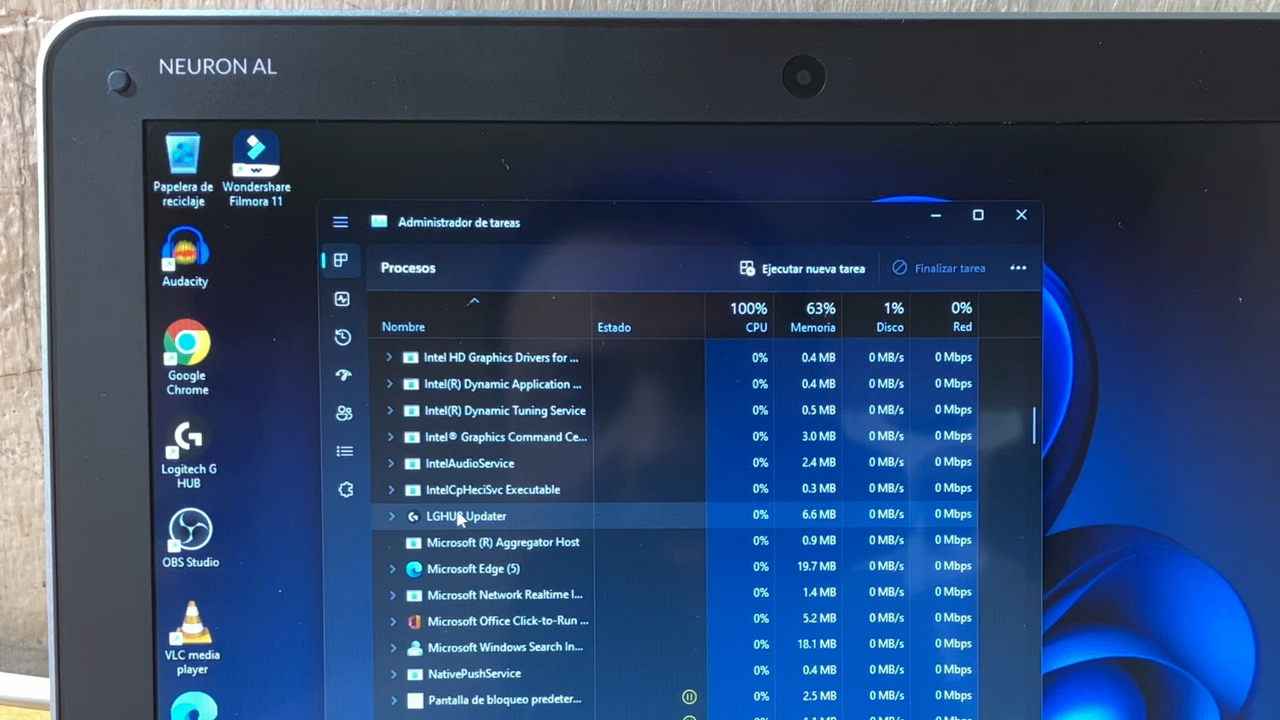 NEURON AL
Papelera de
reciclaje
Wondershare
Filmora 11
Audacity
Google
Chrome
Logitech G
HUB
OBS Studio
VLC media
player
Administrador de tareas
Procesos
Ejecutar nueva tarea
Finalizar tarea
100% 63% 1% 0%
Nombre Estado CPU Memoria Disco Red
Intel HD Graphics Drivers for ... 0% 0.4 MB 0 MB/s 0 Mbps
Intel(R) Dynamic Application ... 0% 0.4 MB 0 MB/s 0 Mbps
Intel(R) Dynamic Tuning Service 0% 0.5 MB 0 MB/s 0 Mbps
Intel® Graphics Command Ce... 0% 3.0 MB 0 MB/s 0 Mbps
IntelAudioService 0% 2.4 MB 0 MB/s 0 Mbps
IntelCpHeciSvc Executable 0% 0.3 MB 0 MB/s 0 Mbps
LGHUB Updater 0% 6.6 MB 0 MB/s 0 Mbps
Microsoft (R) Aggregator Host 0% 0.9 MB 0 MB/s 0 Mbps
Microsoft Edge (5) 0% 19.7 MB 0 MB/s 0 Mbps
Microsoft Network Realtime I... 0% 1.4 MB 0 MB/s 0 Mbps
Microsoft Office Click-to-Run ... 0% 5.2 MB 0 MB/s 0 Mbps
Microsoft Windows Search In... 0% 18.1 MB 0 MB/s 0 Mbps
NativePushService 0% 0.4 MB 0 MB/s 0 Mbps
Pantalla de bloqueo predeter... 0% 2.5 MB 0 MB/s 0 Mbps